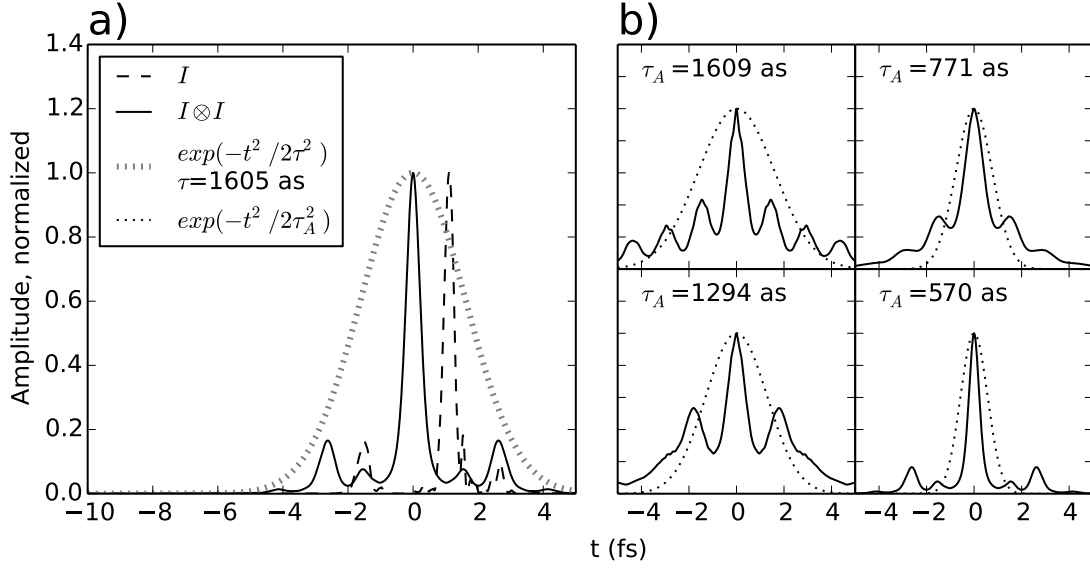 a)
1.4
1.2
1.0
0.8
0.6
0.4
0.2
0.0
Amplitude, normalized
I
I⊗I
exp(−t² /2τ² )
τ=1605 as
exp(−t² /2τ_A² )
−10 −8 −6 −4 −2 0 2 4
b)
τ_A =1609 as
τ_A =771 as
τ_A =1294 as
τ_A =570 as
−4 −2 0 2 4 −4 −2 0 2 4
t (fs)